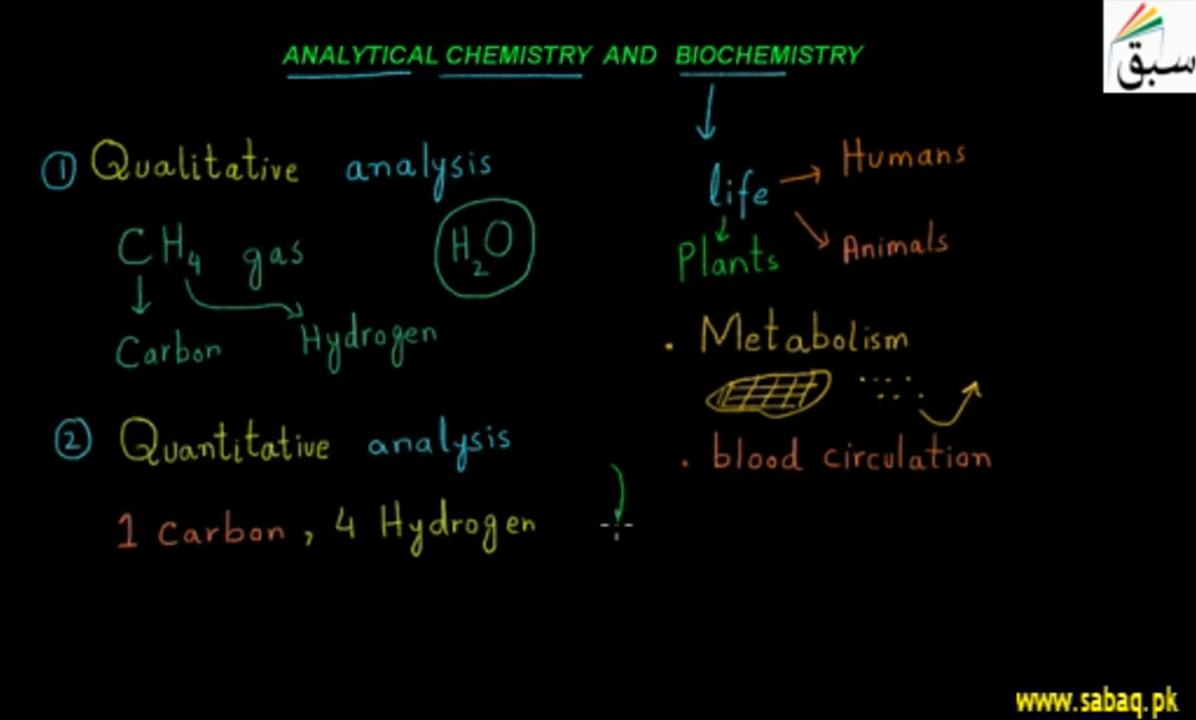 ANALYTICAL CHEMISTRY AND BIOCHEMISTRY
سبق
① Qualitative analysis
CH₄ gas
H₂O
Carbon
Hydrogen
② Quantitative analysis
1 Carbon, 4 Hydrogen
life
Humans
Animals
Plants
. Metabolism
. blood circulation
www.sabaq.pk